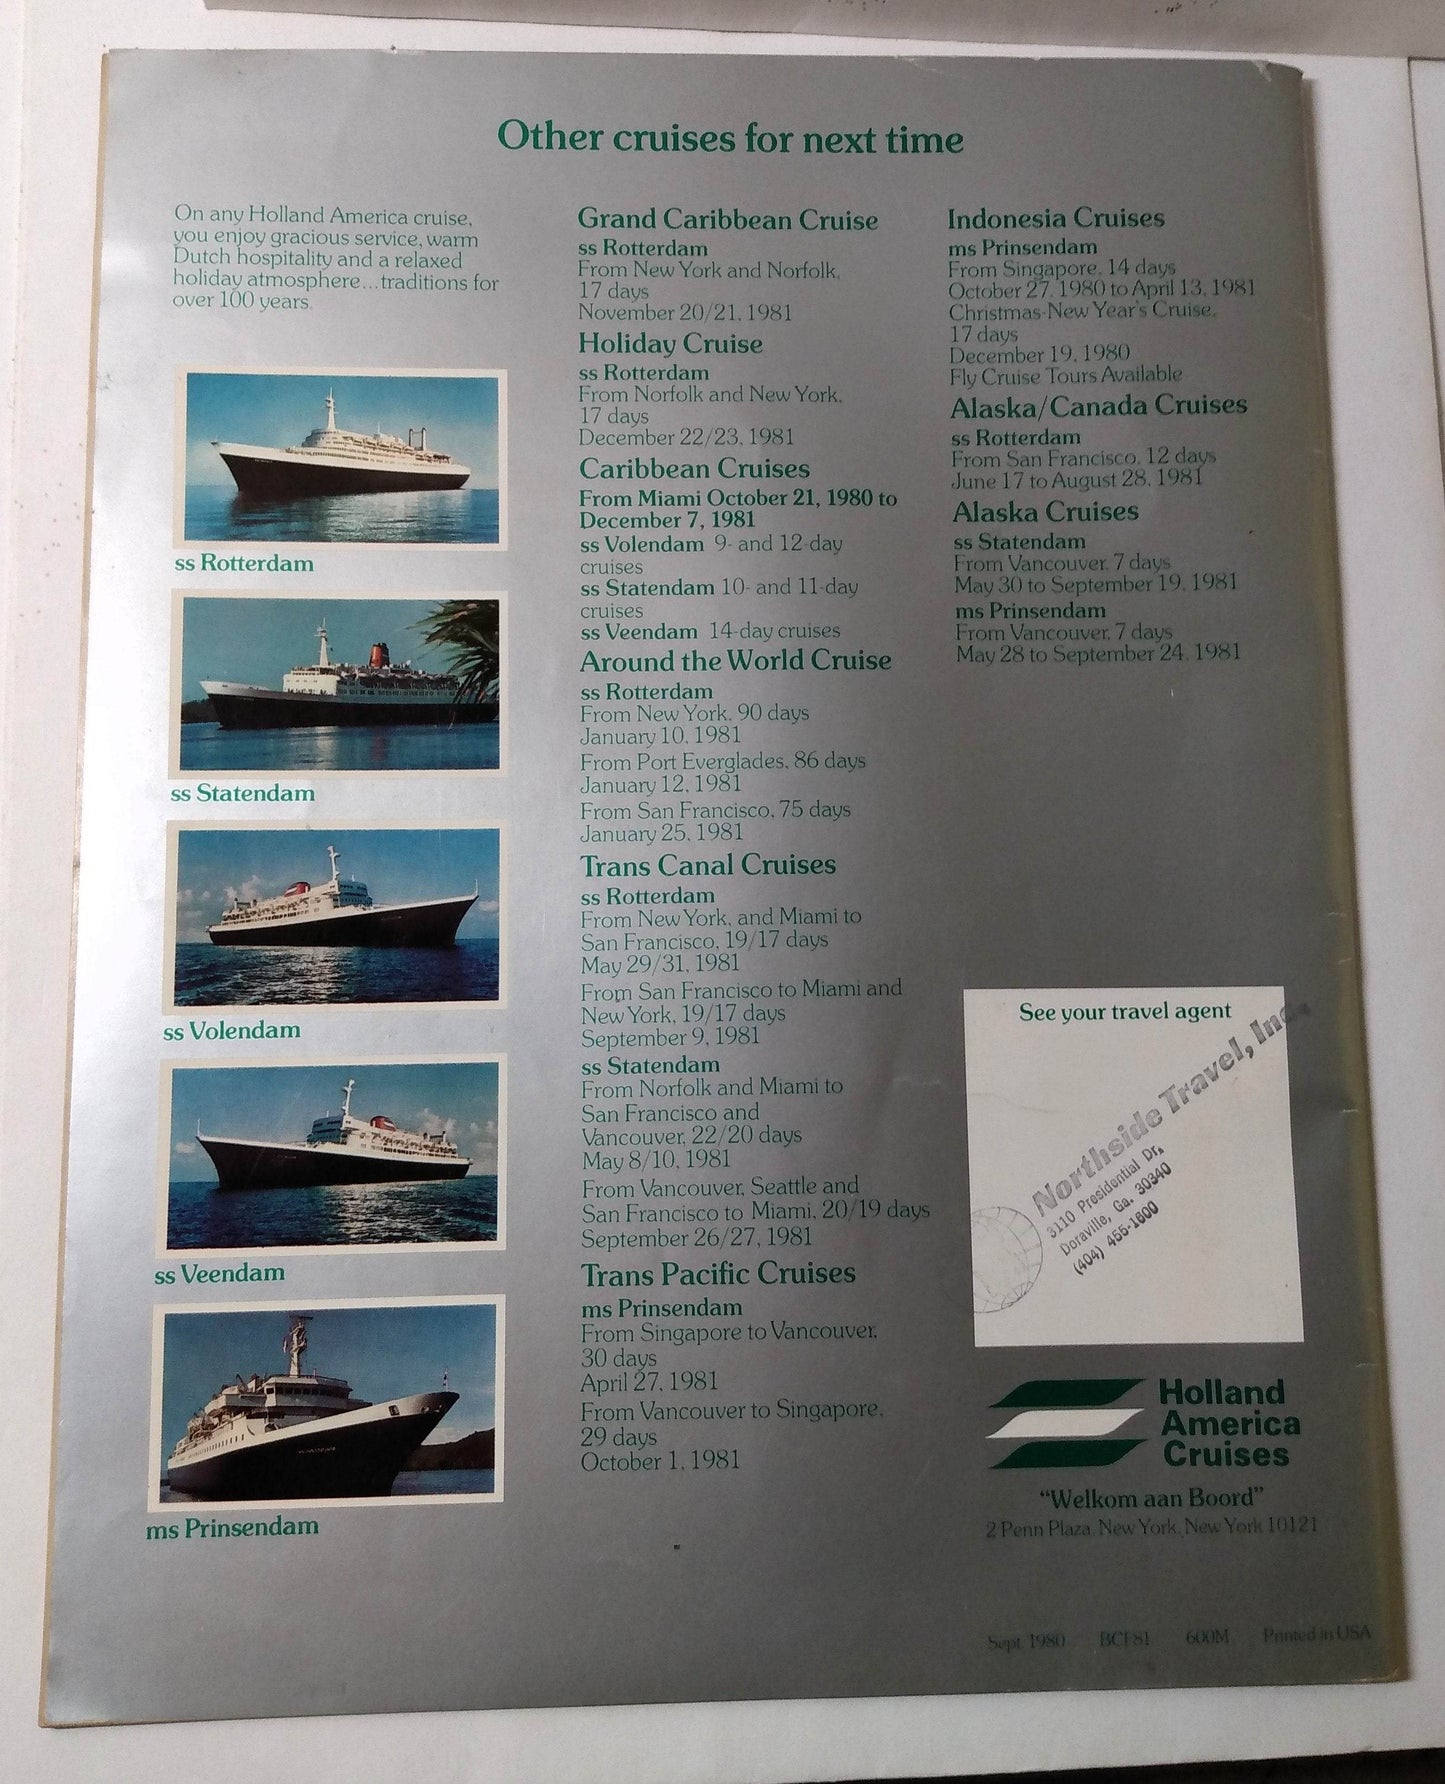 Other cruises for next time
On any Holland America cruise,
you enjoy gracious service, warm
Dutch hospitality and a relaxed
holiday atmosphere...traditions for
over 100 years.
ss Rotterdam
ss Statendam
ss Volendam
ss Veendam
ms Prinsendam
Grand Caribbean Cruise
ss Rotterdam
From New York and Norfolk,
17 days
November 20/21, 1981
Holiday Cruise
ss Rotterdam
From Norfolk and New York,
17 days
December 22/23, 1981
Caribbean Cruises
From Miami October 21, 1980 to
December 7, 1981
ss Volendam 9- and 12-day
cruises
ss Statendam 10- and 11-day
cruises
ss Veendam 14-day cruises
Around the World Cruise
ss Rotterdam
From New York, 90 days
January 10, 1981
From Port Everglades, 86 days
January 12, 1981
From San Francisco, 75 days
January 25, 1981
Trans Canal Cruises
ss Rotterdam
From New York, and Miami to
San Francisco, 19/17 days
May 29/31, 1981
From San Francisco to Miami and
New York, 19/17 days
September 9, 1981
ss Statendam
From Norfolk and Miami to
San Francisco and
Vancouver, 22/20 days
May 8/10, 1981
From Vancouver, Seattle and
San Francisco to Miami, 20/19 days
September 26/27, 1981
Trans Pacific Cruises
ms Prinsendam
From Singapore to Vancouver,
30 days
April 27, 1981
From Vancouver to Singapore,
29 days
October 1, 1981
Indonesia Cruises
ms Prinsendam
From Singapore, 14 days
October 27, 1980 to April 13, 1981
Christmas-New Year's Cruise,
17 days
December 19, 1980
Fly Cruise Tours Available
Alaska/Canada Cruises
ss Rotterdam
From San Francisco, 12 days
June 17 to August 28, 1981
Alaska Cruises
ss Statendam
From Vancouver, 7 days
May 30 to September 19, 1981
ms Prinsendam
From Vancouver, 7 days
May 28 to September 24, 1981
See your travel agent
Northside Travel, Inc.
3110 Presidential Dr.
Doraville, Ga. 30340
(404) 455-1600
Holland
America
Cruises
"Welkom aan Boord"
2 Penn Plaza, New York, New York 10121
Sept. 1980 BCF81 600M Printed in USA